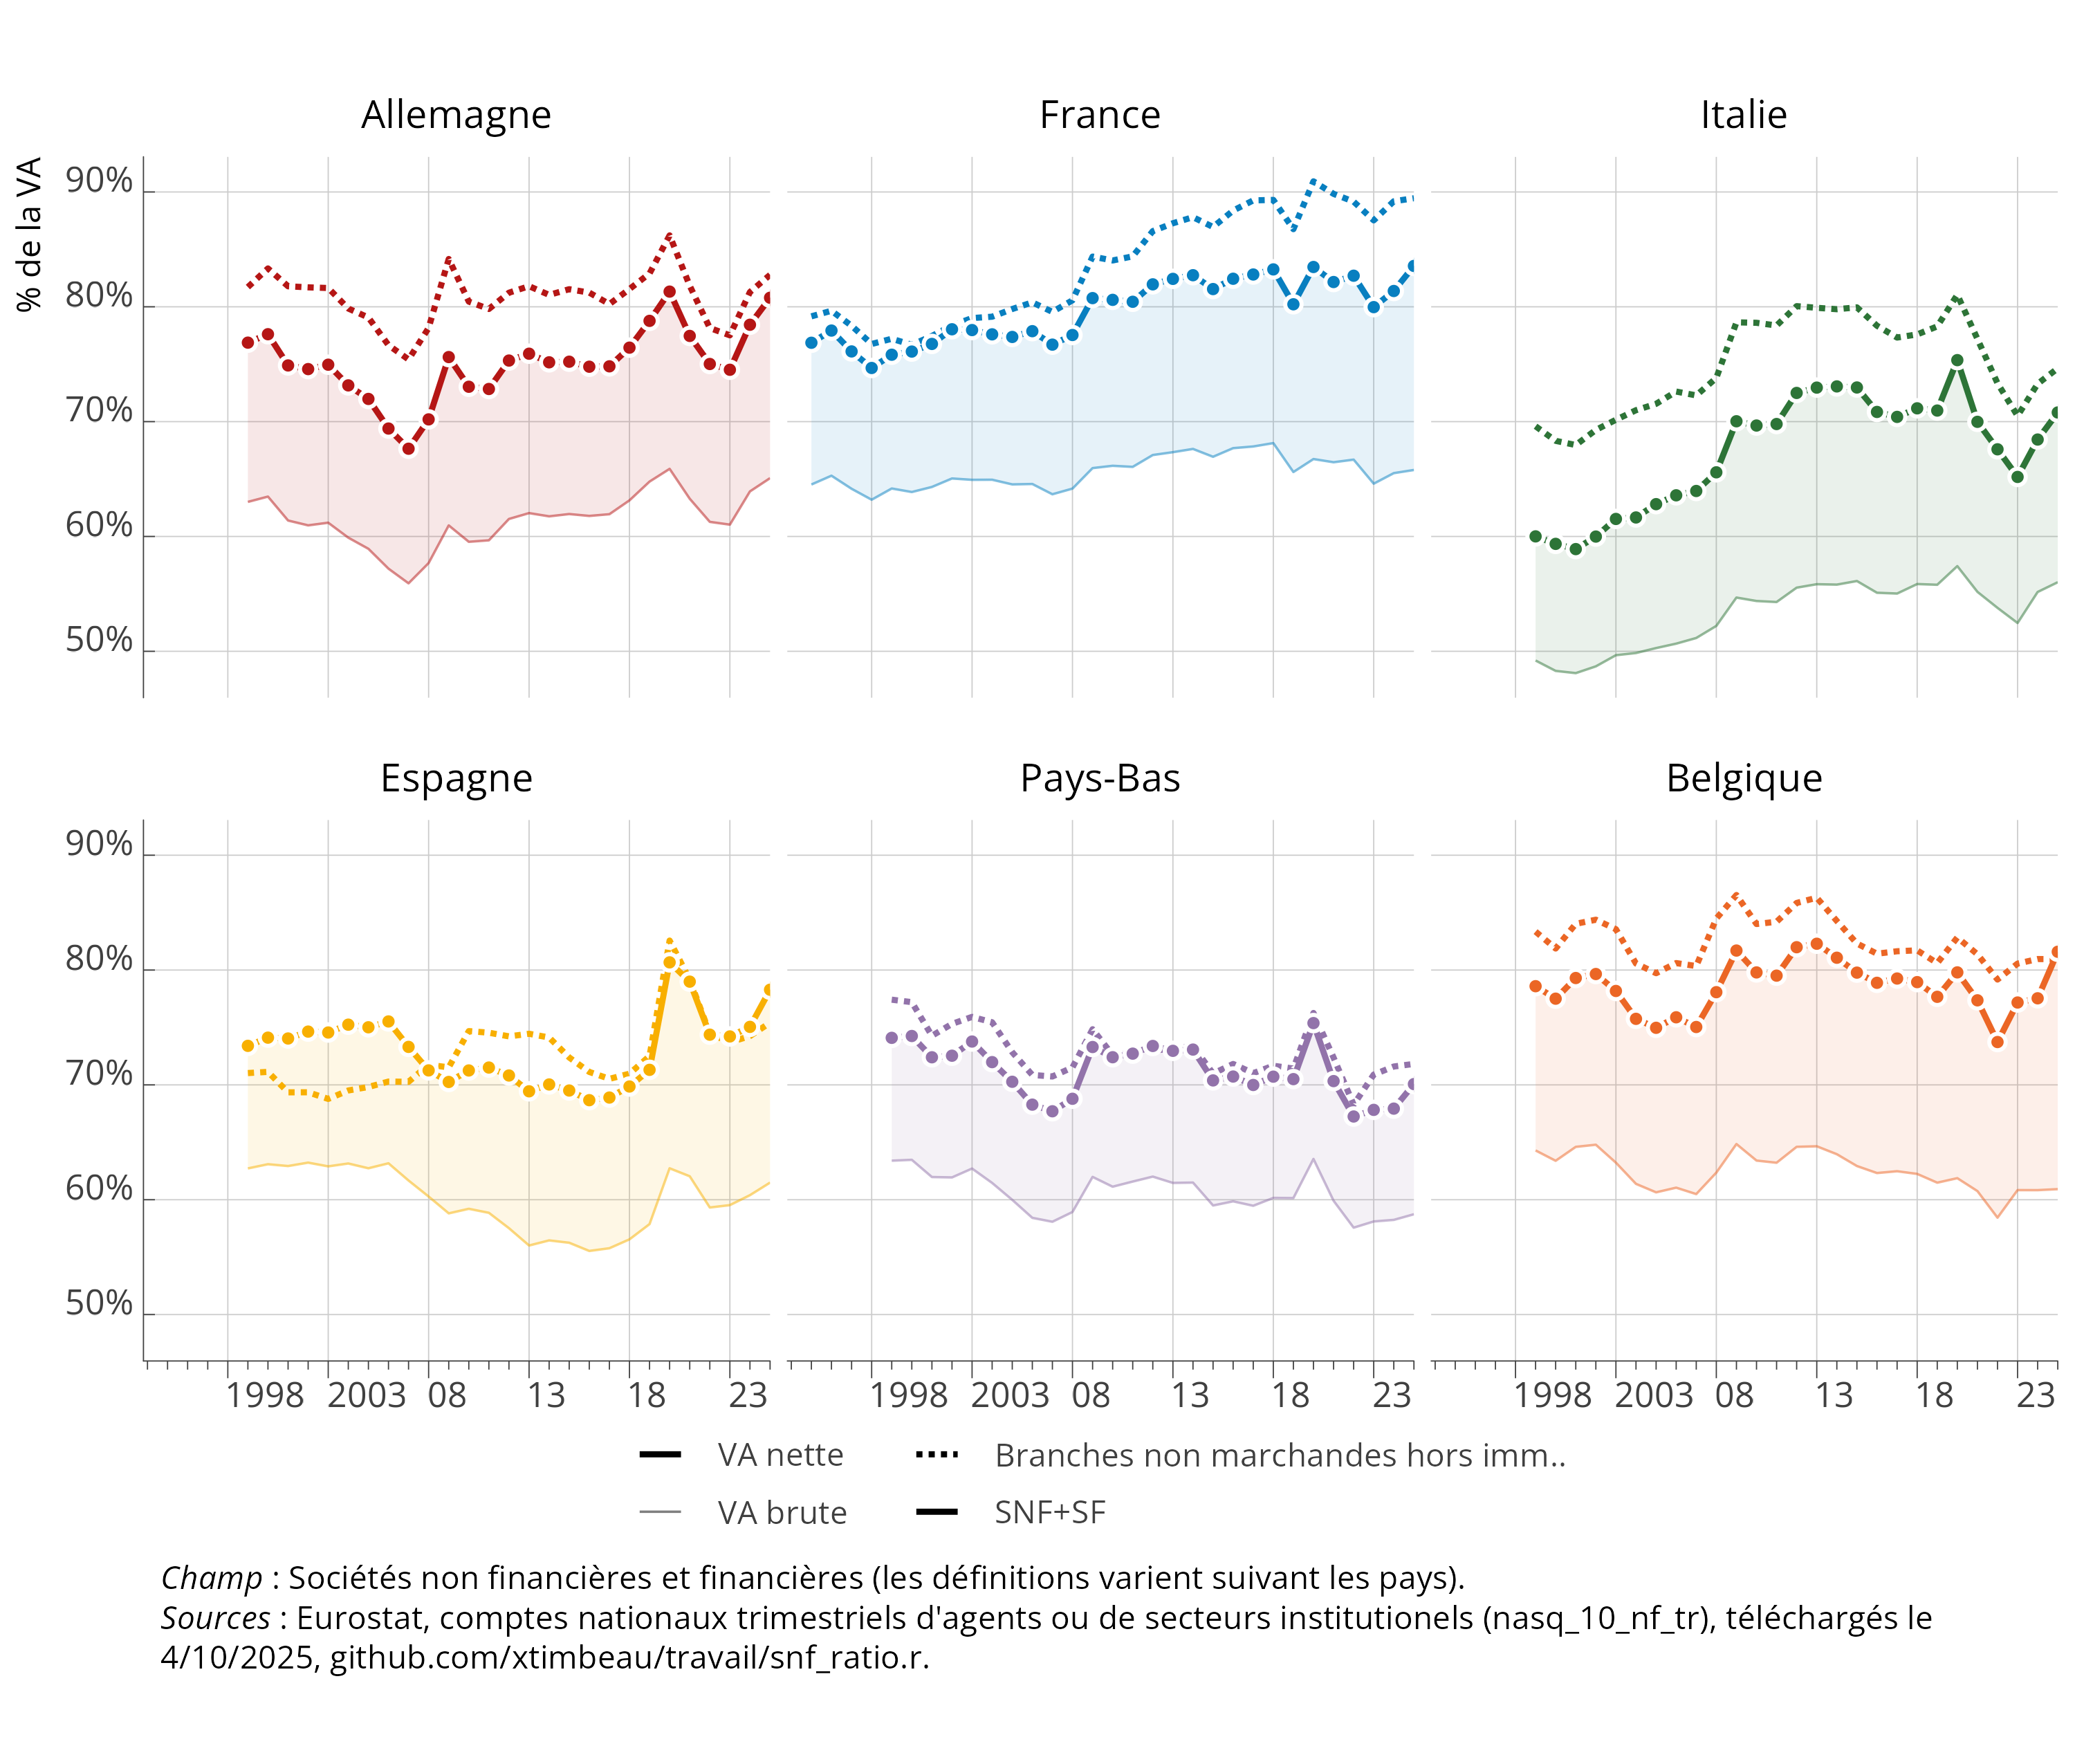 Allemagne
France
Italie
% de la VA
90%
80%
70%
60%
50%
Espagne
Pays-Bas
Belgique
90%
80%
70%
60%
50%
1998 2003 08 13 18 23
1998 2003 08 13 18 23
1998 2003 08 13 18 23
VA nette
Branches non marchandes hors imm..
VA brute
SNF+SF
Champ : Sociétés non financières et financières (les définitions varient suivant les pays).
Sources : Eurostat, comptes nationaux trimestriels d'agents ou de secteurs institutionels (nasq_10_nf_tr), téléchargés le
4/10/2025, github.com/xtimbeau/travail/snf_ratio.r.